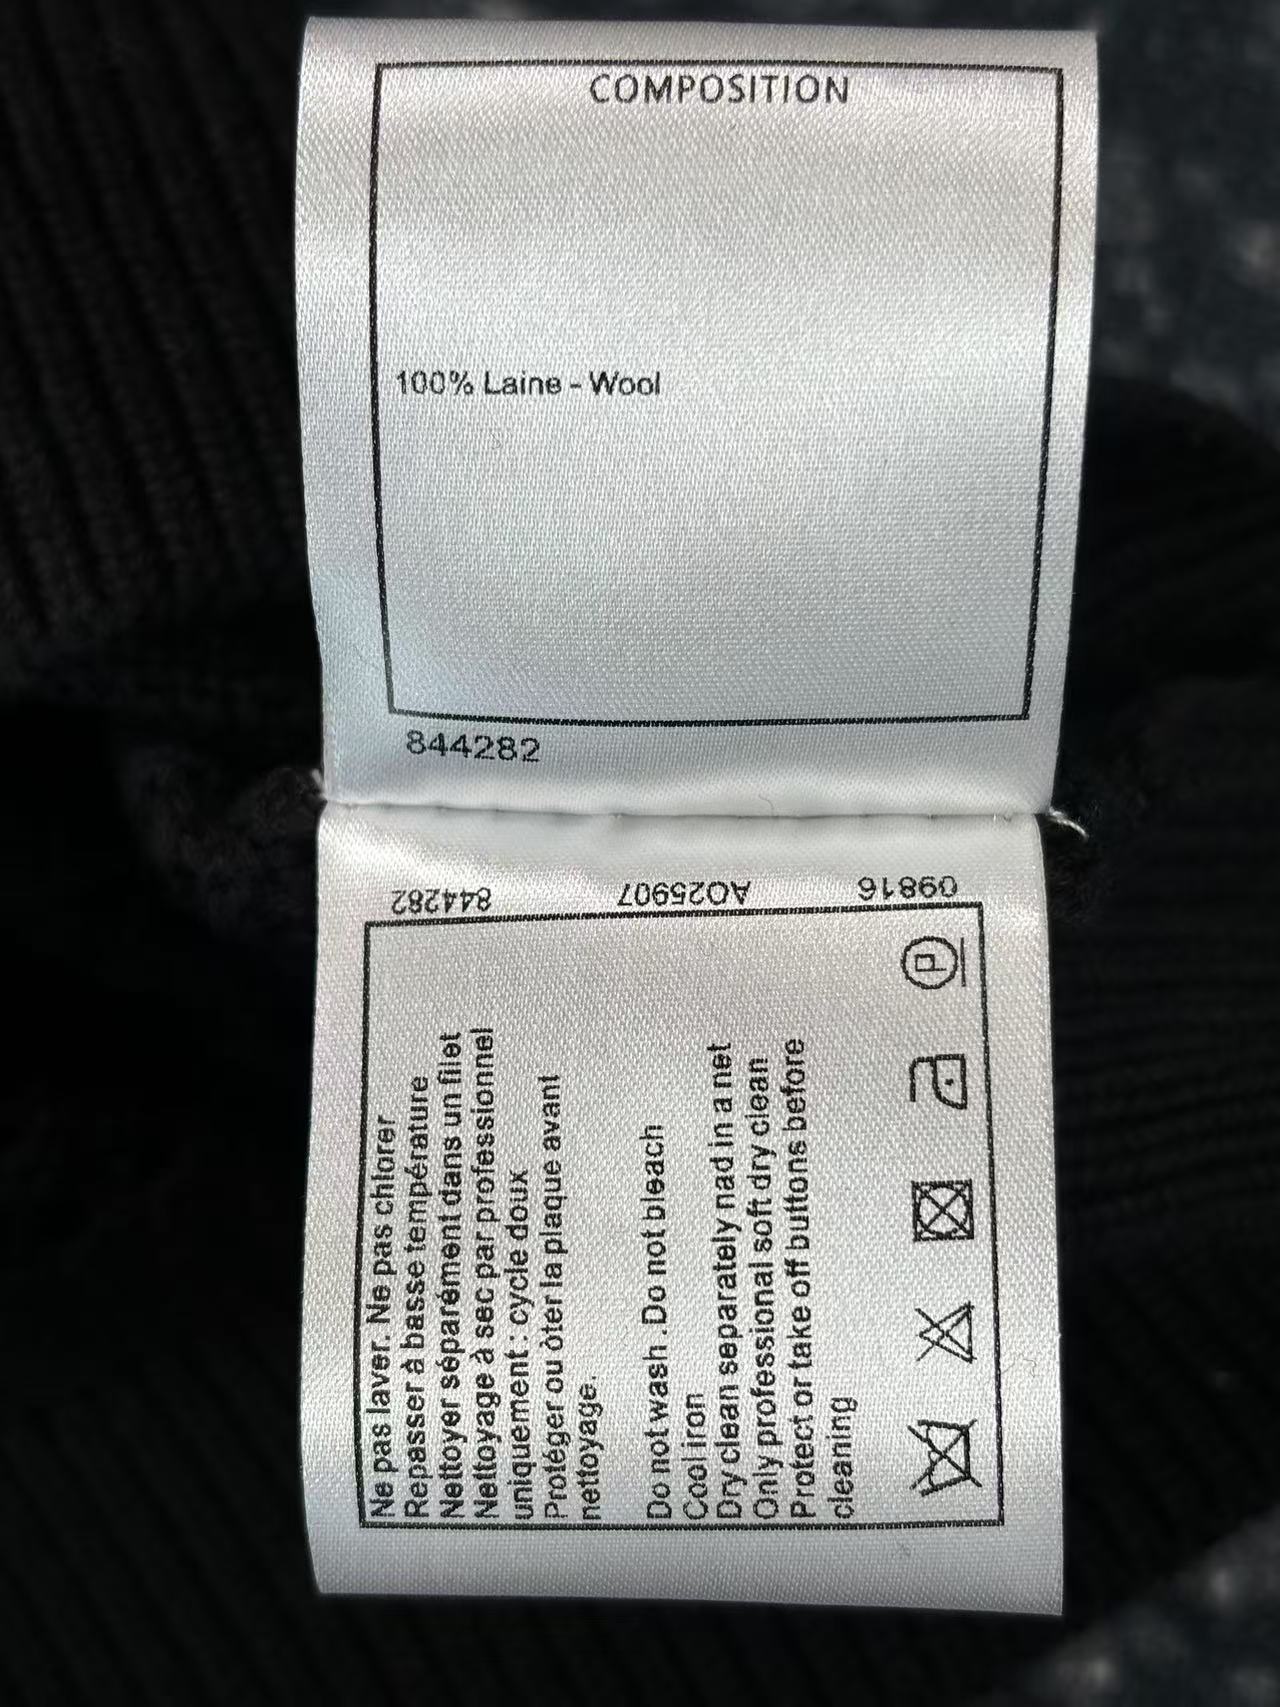 COMPOSITION
100% Laine - Wool
844282
844282
AO25907
09816
Ne pas laver. Ne pas chlorer
Repasser à basse température
Nettoyer séparément dans un filet
Nettoyage à sec par professionnel
uniquement : cycle doux
Protéger ou òter la plaque avant
nettoyage.
Do not wash .Do not bleach
Cool iron
Dry clean separately nad in a net
Only professional soft dry clean
Protect or take off buttons before
cleaning
P